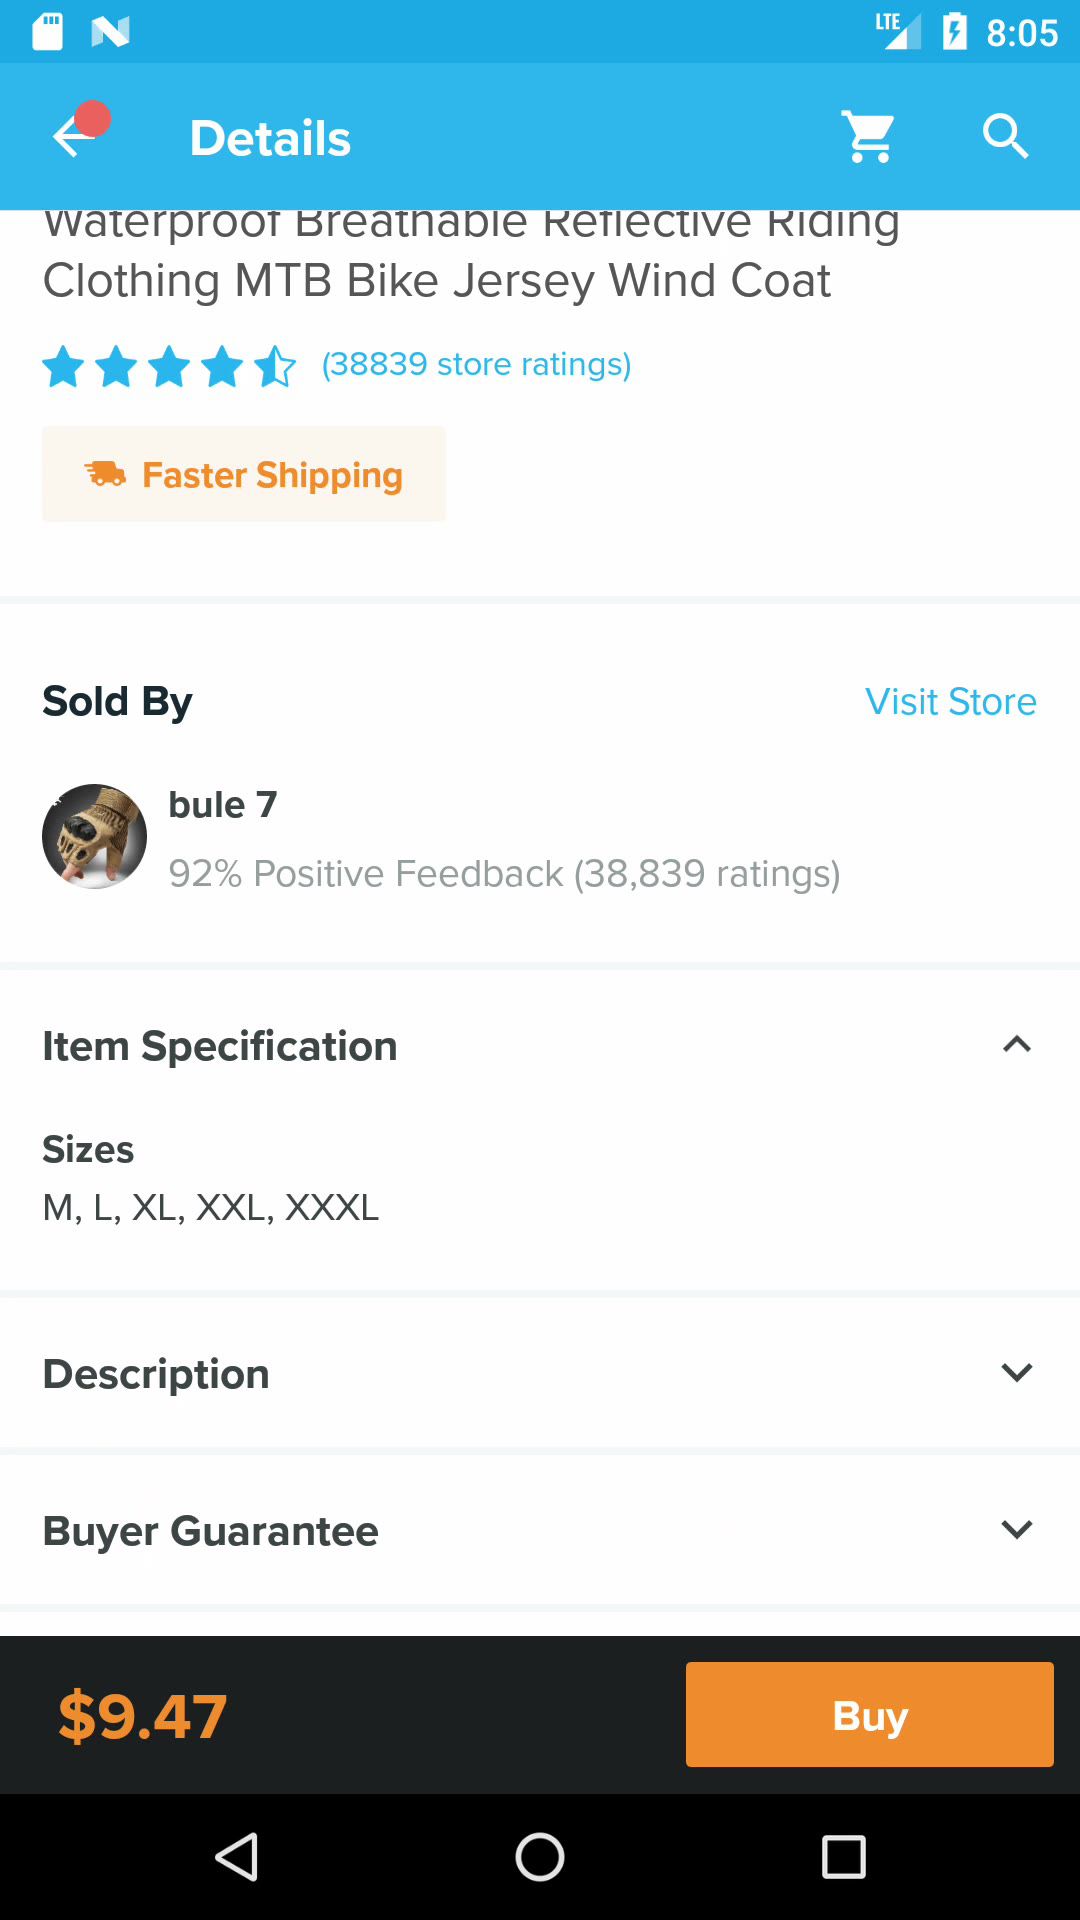 LTE 8:05
Details
Waterproof Breathable Reflective Riding
Clothing MTB Bike Jersey Wind Coat
(38839 store ratings)
Faster Shipping
Sold By
Visit Store
bule 7
92% Positive Feedback (38,839 ratings)
Item Specification
Sizes
M, L, XL, XXL, XXXL
Description
Buyer Guarantee
$9.47
Buy